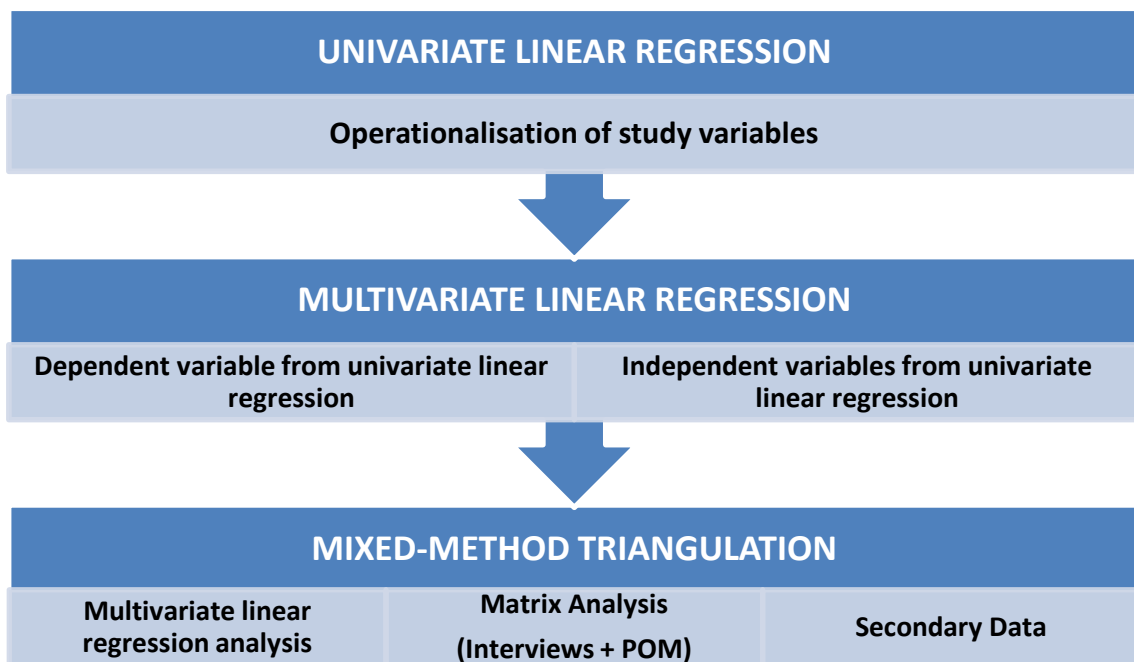 UNIVARIATE LINEAR REGRESSION
Operationalisation of study variables
MULTIVARIATE LINEAR REGRESSION
Dependent variable from univariate linear
regression
Independent variables from univariate
linear regression
MIXED-METHOD TRIANGULATION
Multivariate linear
regression analysis
Matrix Analysis
(Interviews + POM)
Secondary Data